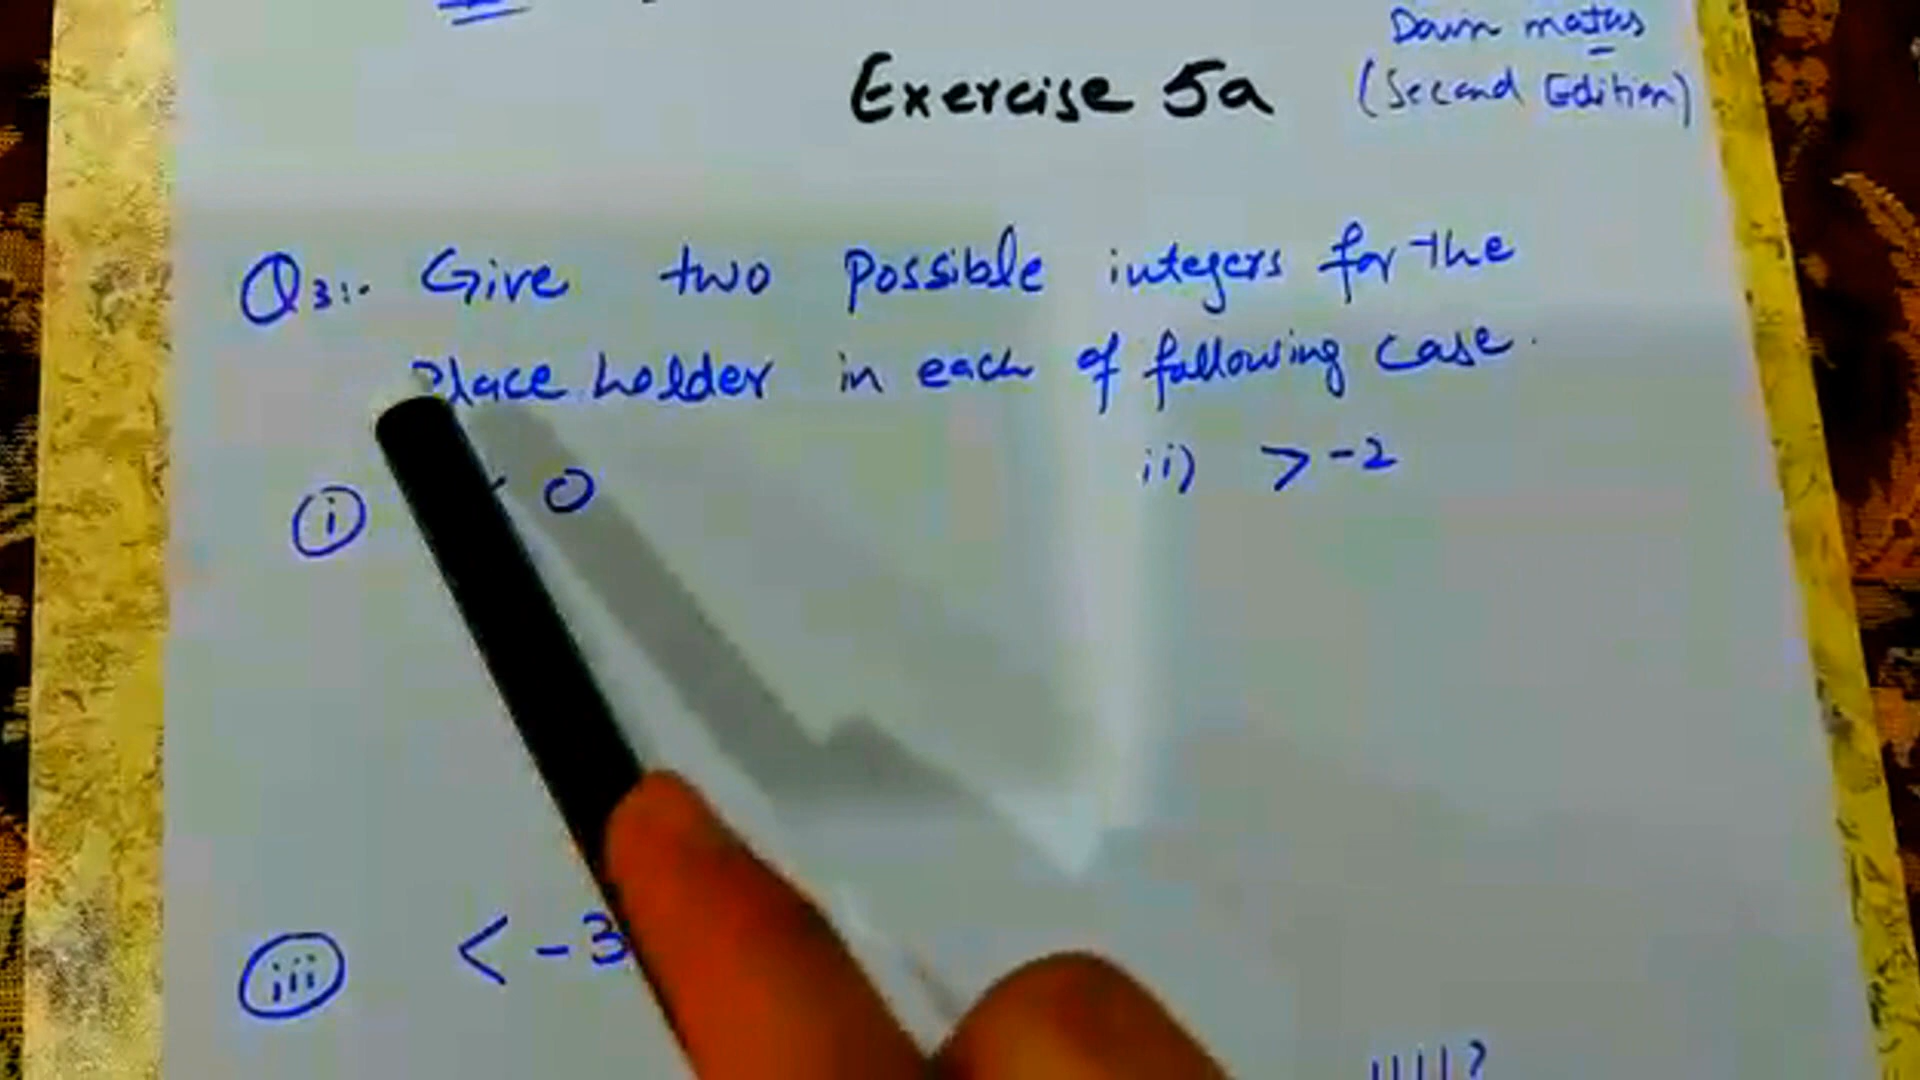 Dawn maths
Exercise 5a
(Second Edition)
Q3:. Give two possible integers for the
Place holder in each of following case.
i < 0
ii) > -2
iii < -3